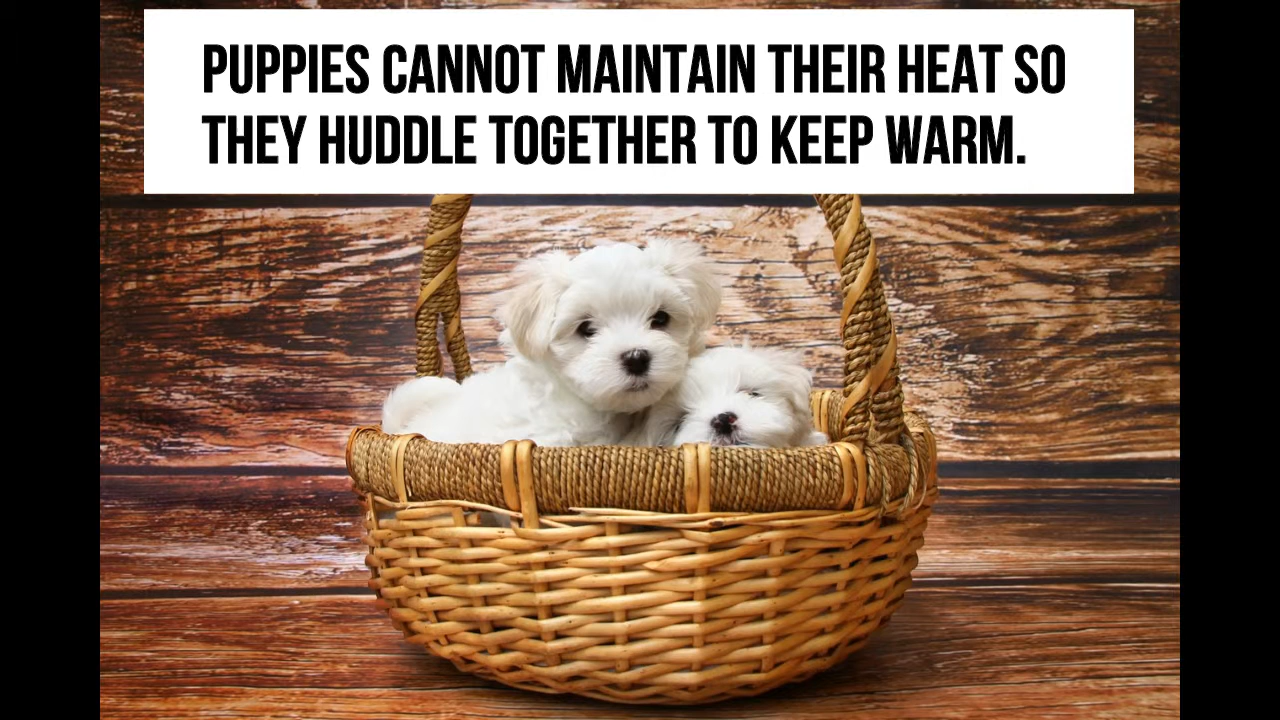 PUPPIES CANNOT MAINTAIN THEIR HEAT SO
THEY HUDDLE TOGETHER TO KEEP WARM.